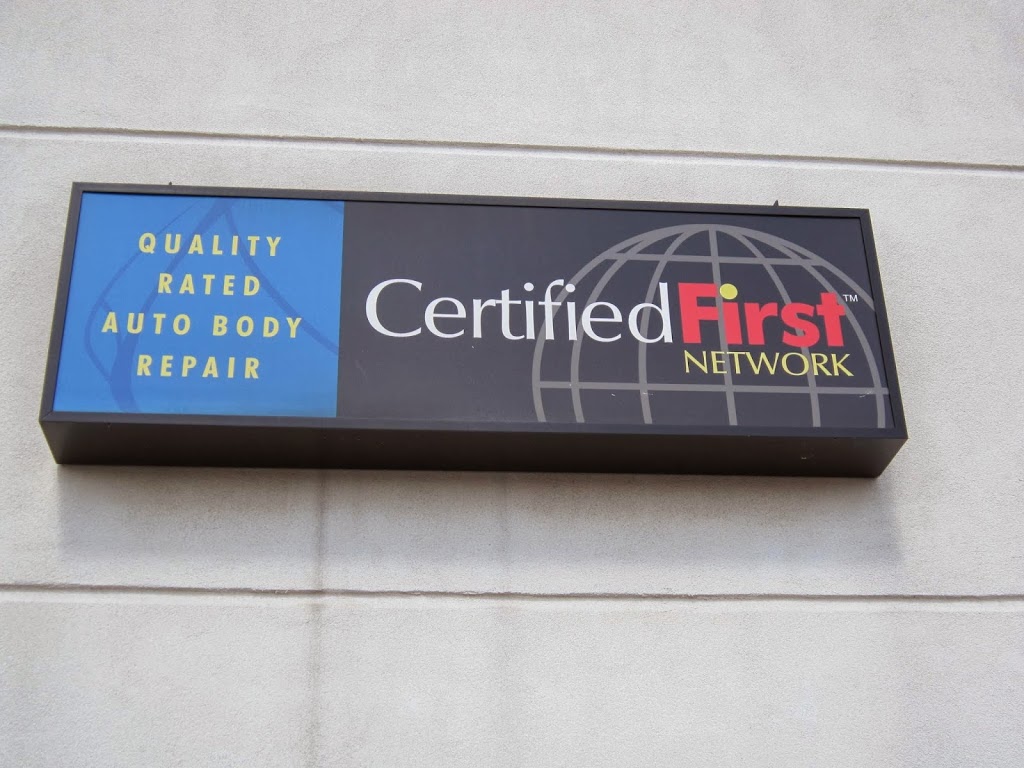 QUALITY
RATED
AUTO BODY
REPAIR
CertifiedFirst™
NETWORK